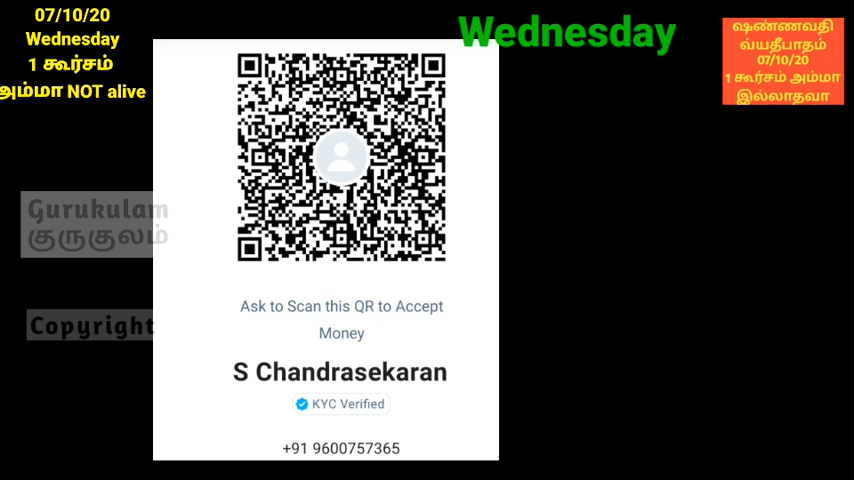 07/10/20
Wednesday
1 கூர்சம்
அம்மா NOT alive
Wednesday
ஷண்ணவதி
வ்யதீபாதம்
07/10/20
1 கூர்சம் அம்மா
இல்லாதவா
Gurukulam
குருகுலம்
Copyright
Ask to Scan this QR to Accept
Money
S Chandrasekaran
KYC Verified
+91 9600757365